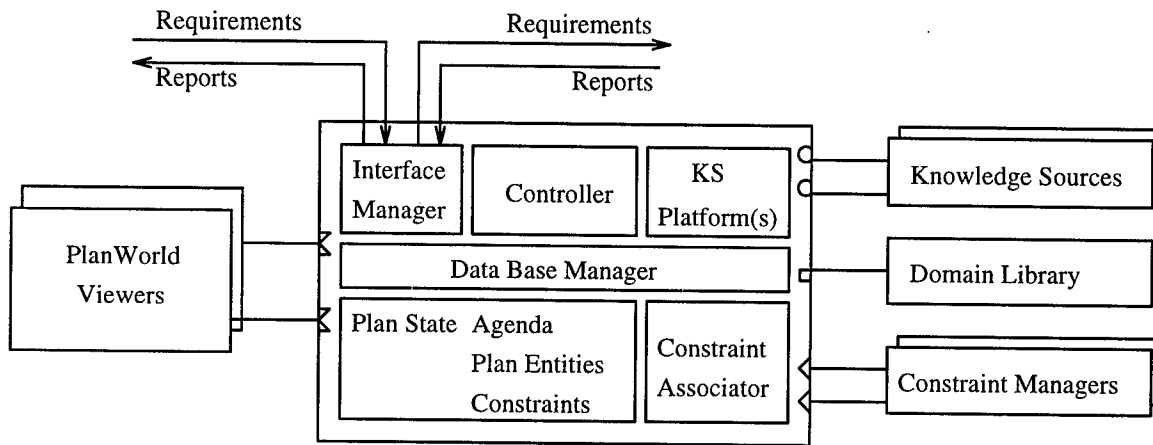 Requirements
Requirements
Reports
Reports
Interface
Manager
Controller
KS
Platform(s)
Knowledge Sources
PlanWorld
Viewers
Data Base Manager
Domain Library
Plan State Agenda
Plan Entities
Constraints
Constraint
Associator
Constraint Managers